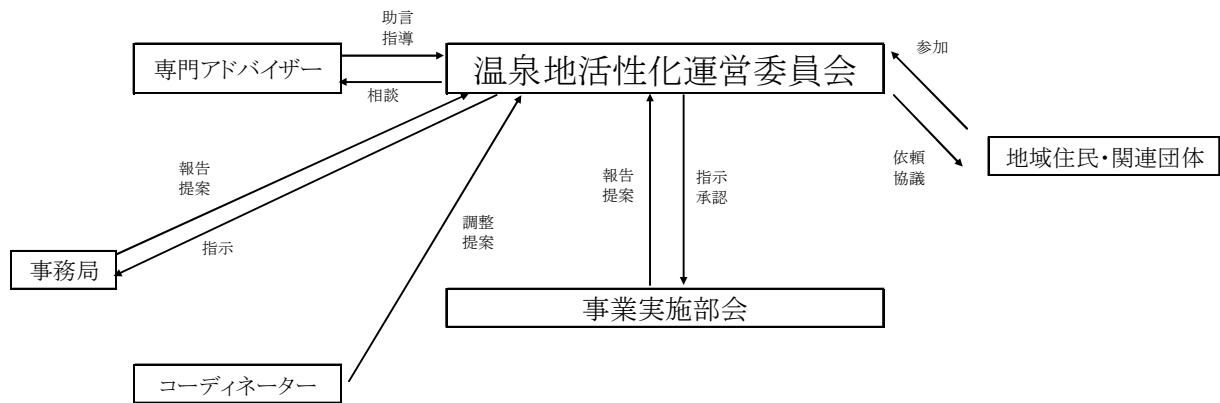 助言
指導
専門アドバイザー
温泉地活性化運営委員会
参加
相談
地域住民・関連団体
依頼
協議
報告
提案
報告
提案
指示
承認
調整
提案
指示
事務局
事業実施部会
コーディネーター